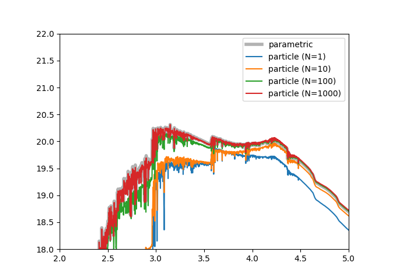 22.0
21.5
21.0
20.5
20.0
19.5
19.0
18.5
18.0
2.0 2.5 3.0 3.5 4.0 4.5 5.0
parametric
particle (N=1)
particle (N=10)
particle (N=100)
particle (N=1000)